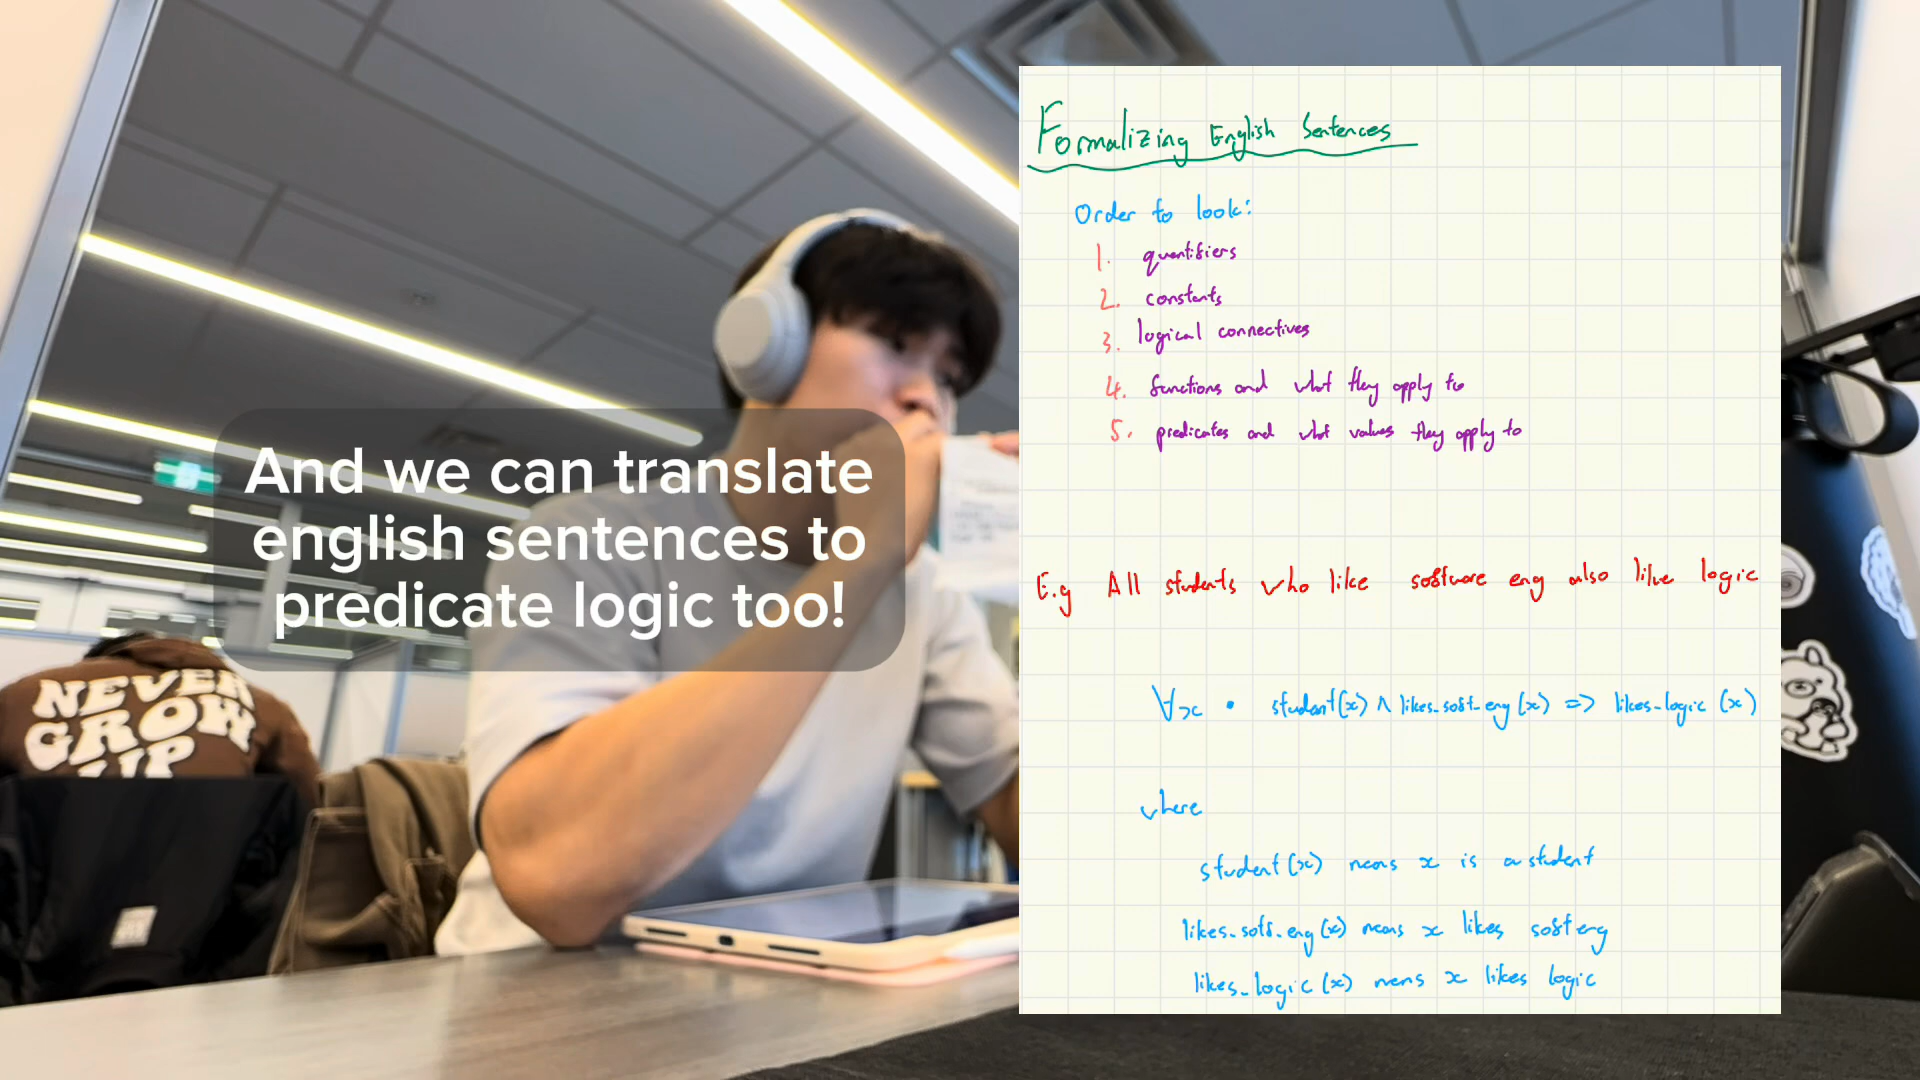 And we can translate
english sentences to
predicate logic too!
NEVER
GROW
UP
Formalizing English Sentences
Order to look:
1. quantifiers
2. constants
3. logical connectives
4. functions and what they apply to
5. predicates and what values they apply to
E.g All students who like software eng also like logic
∀x • student(x) ∧ likes_soft_eng(x) => likes_logic(x)
where
student(x) means x is a student
likes_soft_eng(x) means x likes soft eng
likes_logic(x) means x likes logic